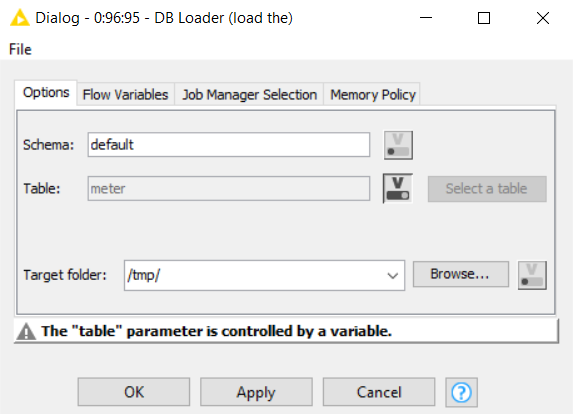 Dialog - 0:96:95 - DB Loader (load the)
File
Options Flow Variables Job Manager Selection Memory Policy
Schema: default V
Table: meter V Select a table
Target folder: /tmp/ Browse... V
The "table" parameter is controlled by a variable.
OK Apply Cancel ?